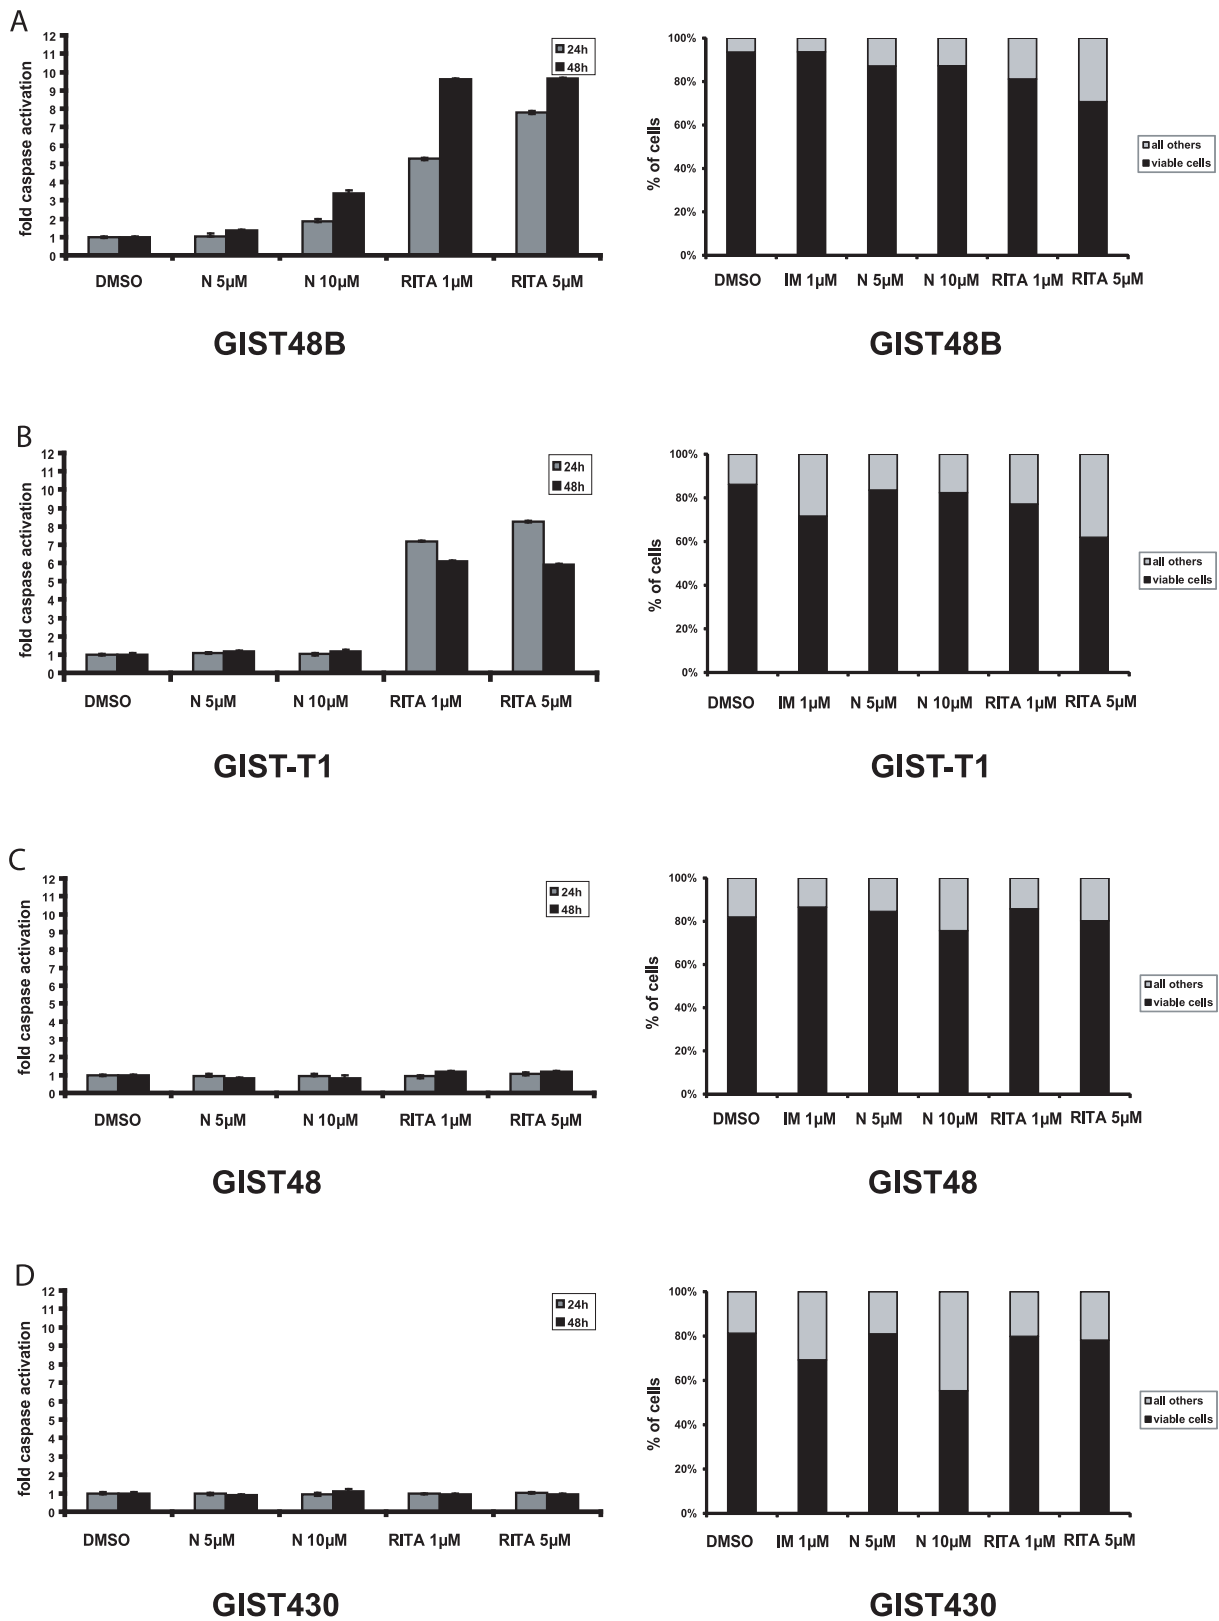 A
fold caspase activation
12
11
10
9
8
7
6
5
4
3
2
1
0
24h
48h
DMSO N 5µM N 10µM RITA 1µM RITA 5µM
GIST48B
% of cells
100%
80%
60%
40%
20%
0%
all others
viable cells
DMSO IM 1µM N 5µM N 10µM RITA 1µM RITA 5µM
GIST48B
B
fold caspase activation
12
11
10
9
8
7
6
5
4
3
2
1
0
24h
48h
DMSO N 5µM N 10µM RITA 1µM RITA 5µM
GIST-T1
% of cells
100%
80%
60%
40%
20%
0%
all others
viable cells
DMSO IM 1µM N 5µM N 10µM RITA 1µM RITA 5µM
GIST-T1
C
fold caspase activation
12
11
10
9
8
7
6
5
4
3
2
1
0
24h
48h
DMSO N 5µM N 10µM RITA 1µM RITA 5µM
GIST48
% of cells
100%
80%
60%
40%
20%
0%
all others
viable cells
DMSO IM 1µM N 5µM N 10µM RITA 1µM RITA 5µM
GIST48
D
fold caspase activation
12
11
10
9
8
7
6
5
4
3
2
1
0
24h
48h
DMSO N 5µM N 10µM RITA 1µM RITA 5µM
GIST430
% of cells
100%
80%
60%
40%
20%
0%
all others
viable cells
DMSO IM 1µM N 5µM N 10µM RITA 1µM RITA 5µM
GIST430